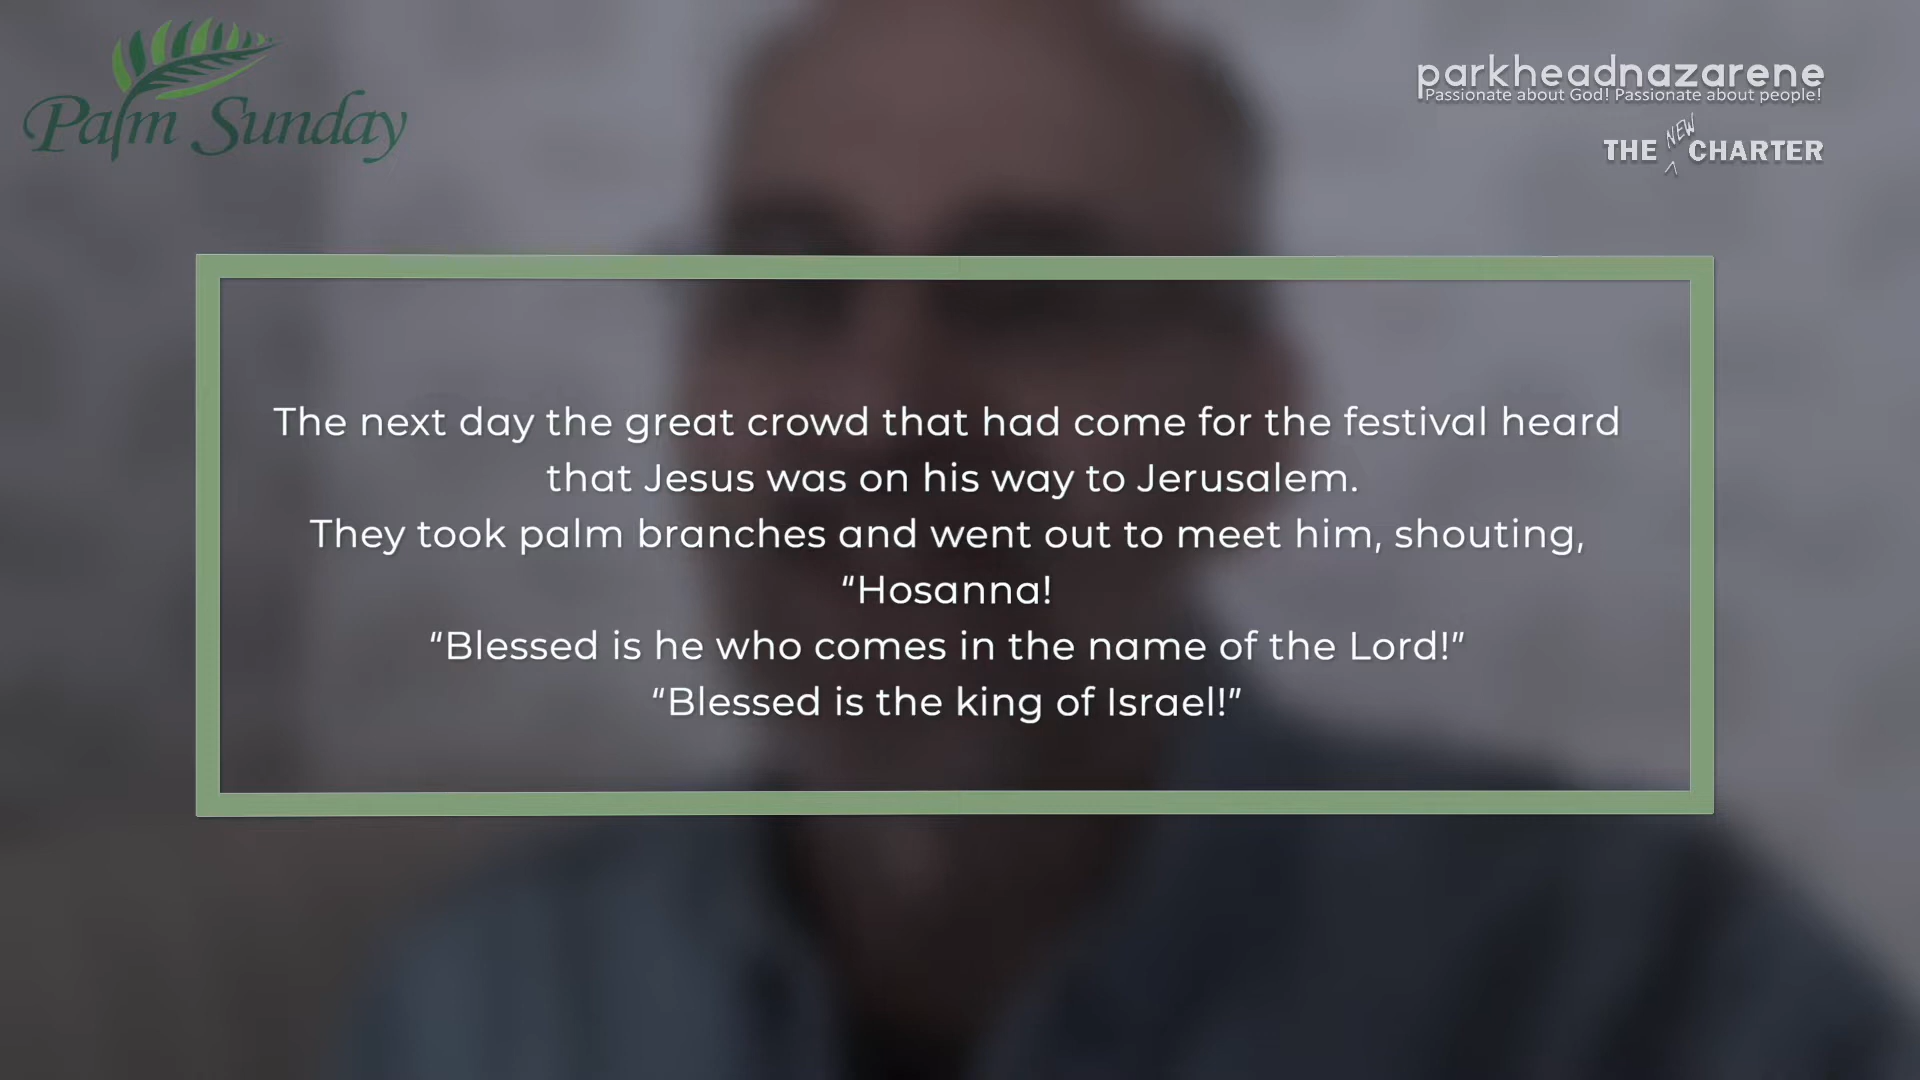 Palm Sunday
parkheadnazarene
Passionate about God! Passionate about people!
THE NEW CHARTER
The next day the great crowd that had come for the festival heard
that Jesus was on his way to Jerusalem.
They took palm branches and went out to meet him, shouting,
“Hosanna!
“Blessed is he who comes in the name of the Lord!”
“Blessed is the king of Israel!”